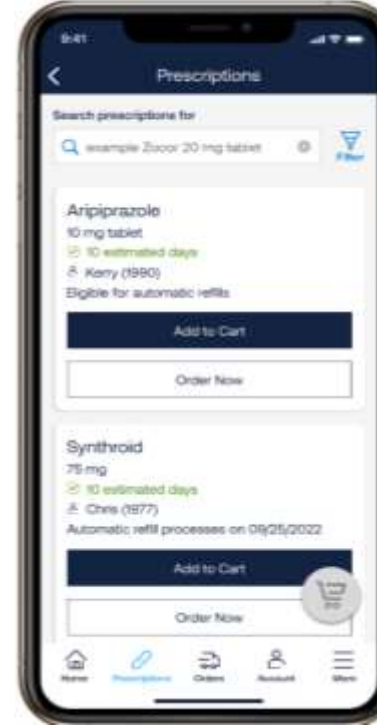 9:41
Prescriptions
Search prescriptions for
example Zocor 20 mg tablet
Filter
Aripiprazole
10 mg tablet
10 estimated days
Kerry (1990)
Eligible for automatic refills
Add to Cart
Order Now
Synthroid
75 mg
10 estimated days
Chris (1977)
Automatic refill processes on 09/25/2022
Add to Cart
Order Now
Home Prescriptions Orders Account More